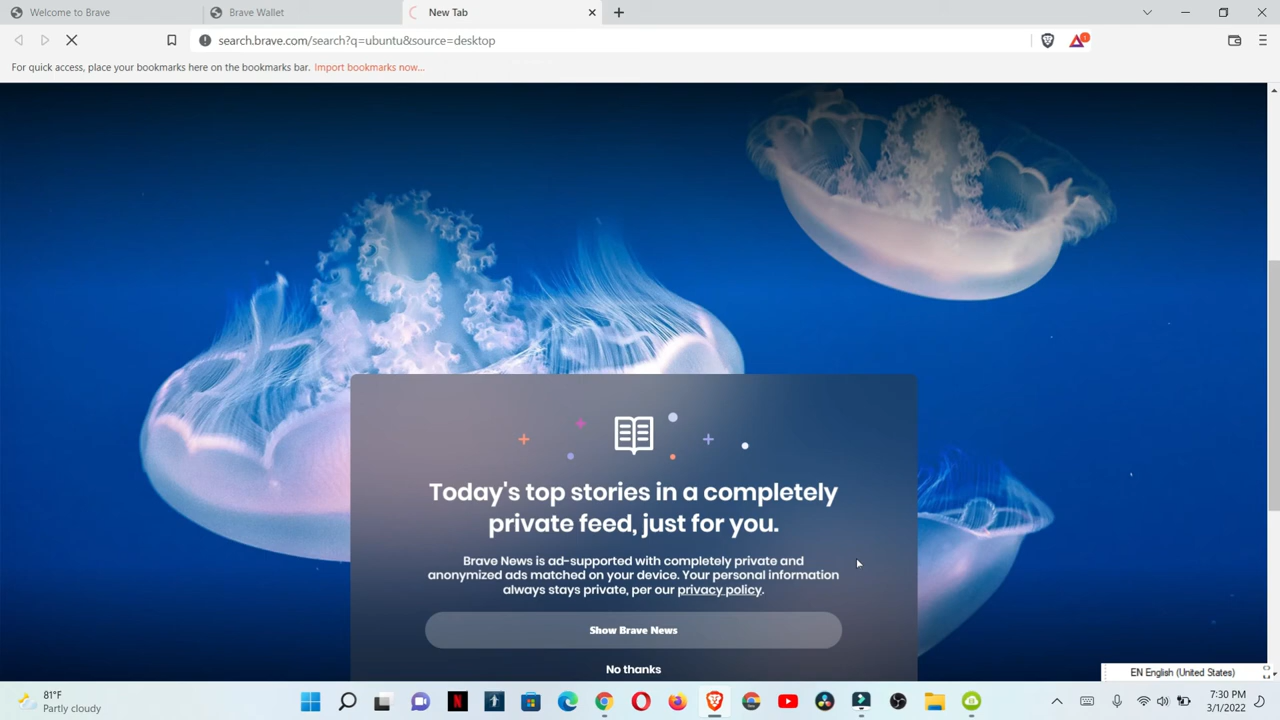 Welcome to Brave
Brave Wallet
New Tab
search.brave.com/search?q=ubuntu&source=desktop
For quick access, place your bookmarks here on the bookmarks bar. Import bookmarks now...
Today's top stories in a completely
private feed, just for you.
Brave News is ad-supported with completely private and
anonymized ads matched on your device. Your personal information
always stays private, per our privacy policy.
Show Brave News
No thanks
EN English (United States)
81°F
Partly cloudy
7:30 PM
3/1/2022